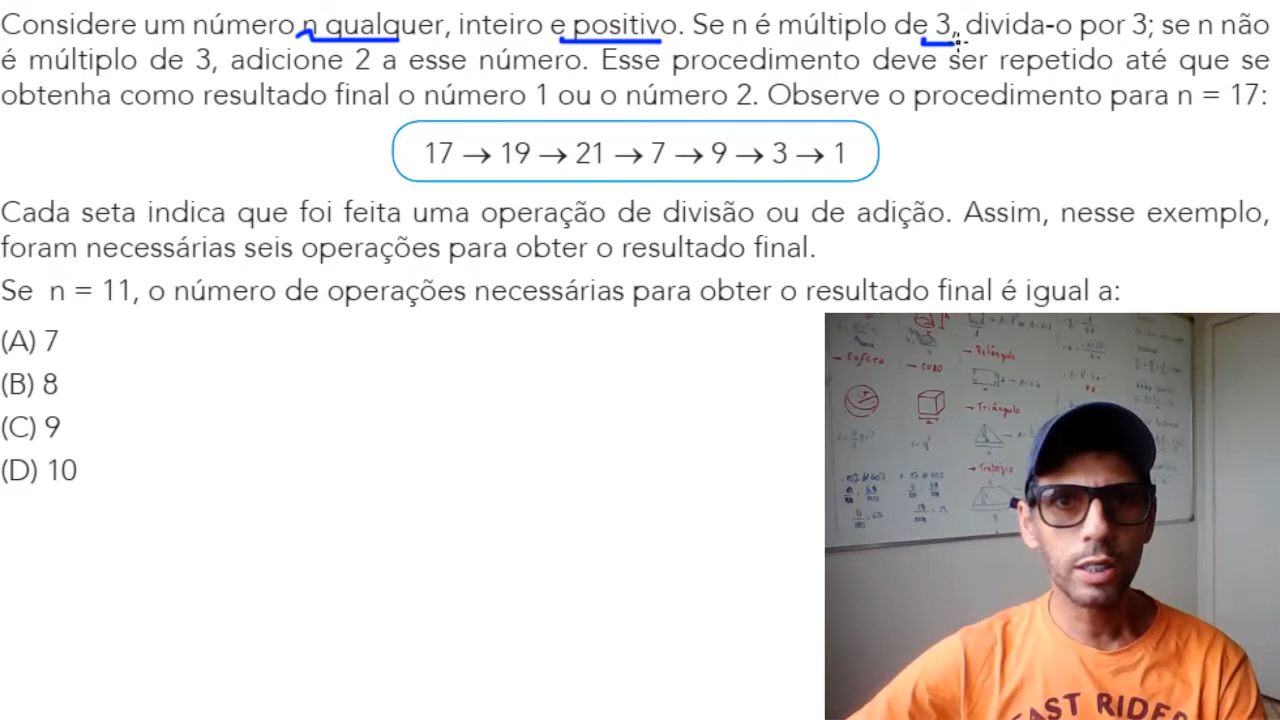 Considere um número n qualquer, inteiro e positivo. Se n é múltiplo de 3, divida-o por 3; se n não
é múltiplo de 3, adicione 2 a esse número. Esse procedimento deve ser repetido até que se
obtenha como resultado final o número 1 ou o número 2. Observe o procedimento para n = 17:
17 → 19 → 21 → 7 → 9 → 3 → 1
Cada seta indica que foi feita uma operação de divisão ou de adição. Assim, nesse exemplo,
foram necessárias seis operações para obter o resultado final.
Se n = 11, o número de operações necessárias para obter o resultado final é igual a:
(A) 7
(B) 8
(C) 9
(D) 10
→ Esfera
→ CUBO
→ Retângulo
→ Triângulo
→ Trapézio